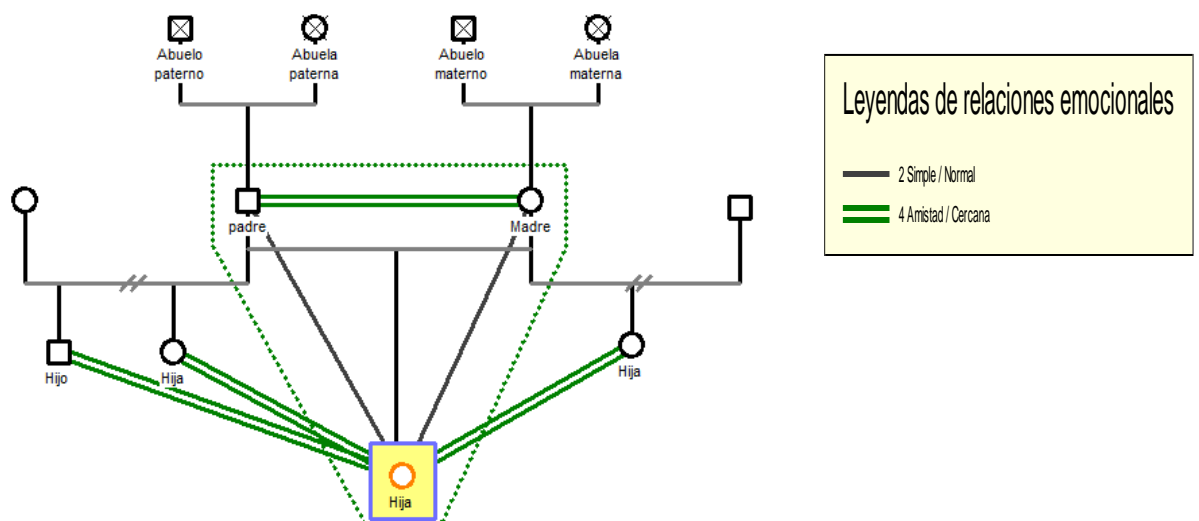 Abuelo
paterno
Abuela
paterna
Abuelo
materno
Abuela
materna
Leyendas de relaciones emocionales
2 Simple / Normal
4 Amistad / Cercana
padre
Madre
Hijo
Hija
Hija
Hija